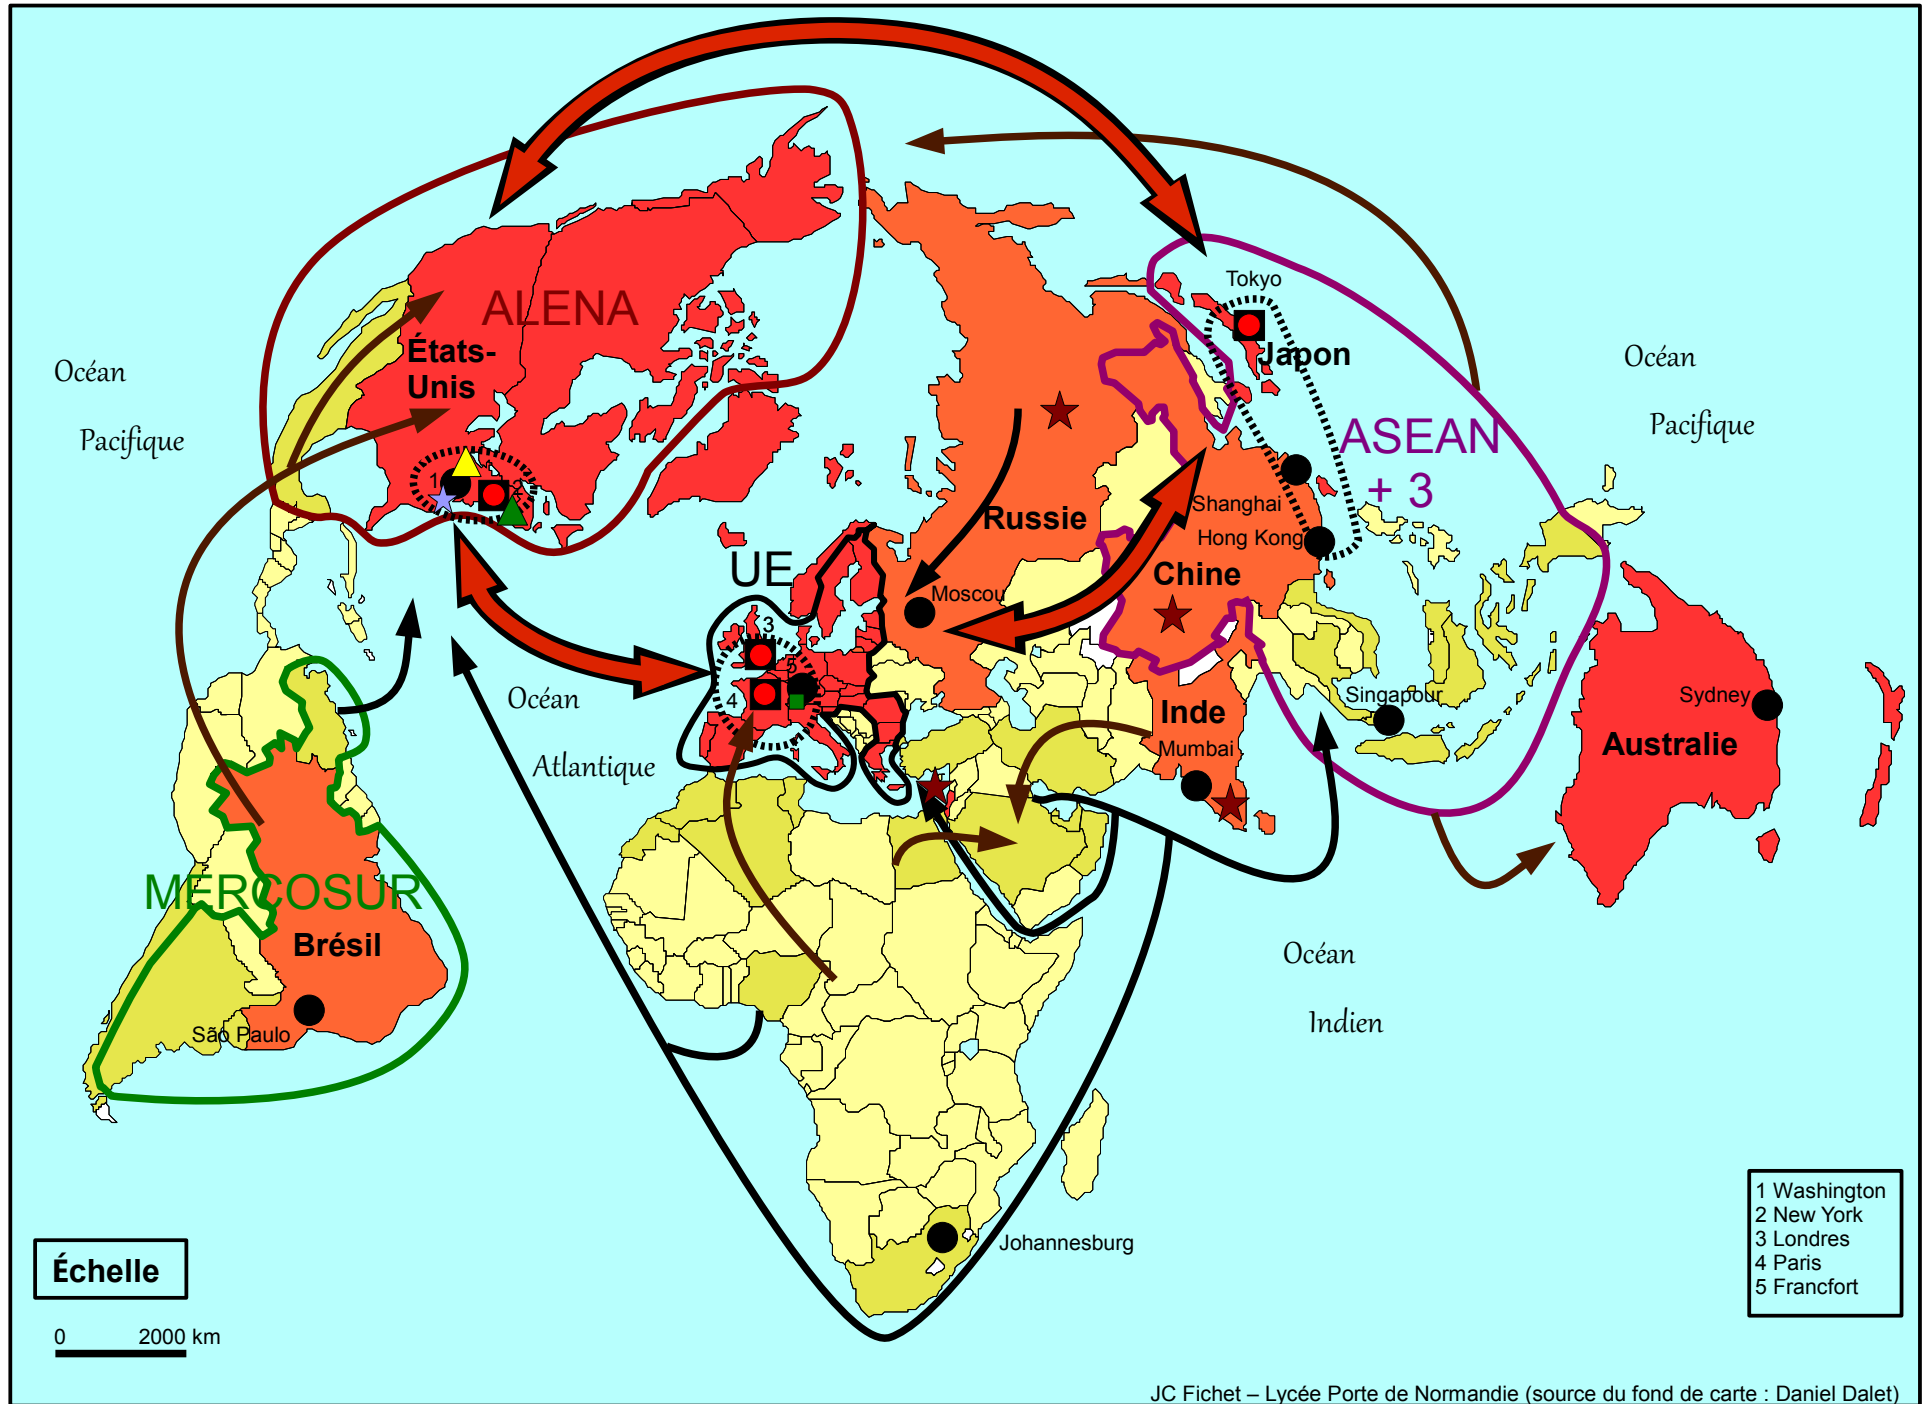 Tokyo
ALENA
Océan
Pacifique
États-
Unis
Japon
Océan
Pacifique
ASEAN
+ 3
1
2
Shanghai
Russie
Hong Kong
UE
Chine
Moscou
3
5
4
Océan
Atlantique
Singapour
Sydney
Inde
Mumbai
Australie
MERCOSUR
Brésil
Océan
Indien
São Paulo
Johannesburg
1 Washington
2 New York
3 Londres
4 Paris
5 Francfort
Échelle
0 2000 km
JC Fichet – Lycée Porte de Normandie (source du fond de carte : Daniel Dalet)